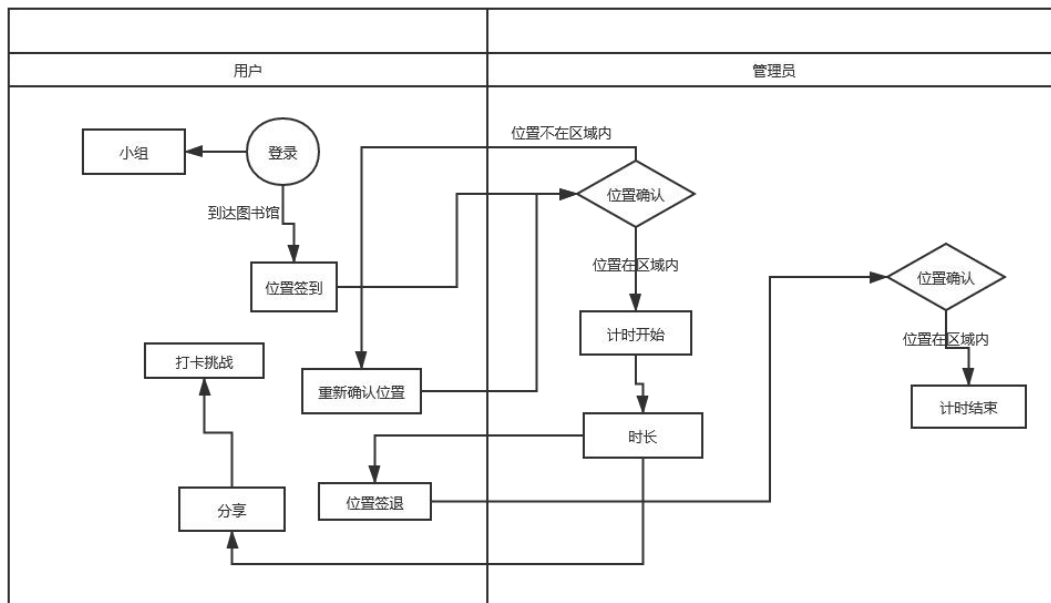 用户
管理员
位置不在区域内
小组
登录
位置确认
到达图书馆
位置在区域内
位置签到
位置确认
计时开始
位置在区域内
打卡挑战
重新确认位置
计时结束
时长
位置签退
分享